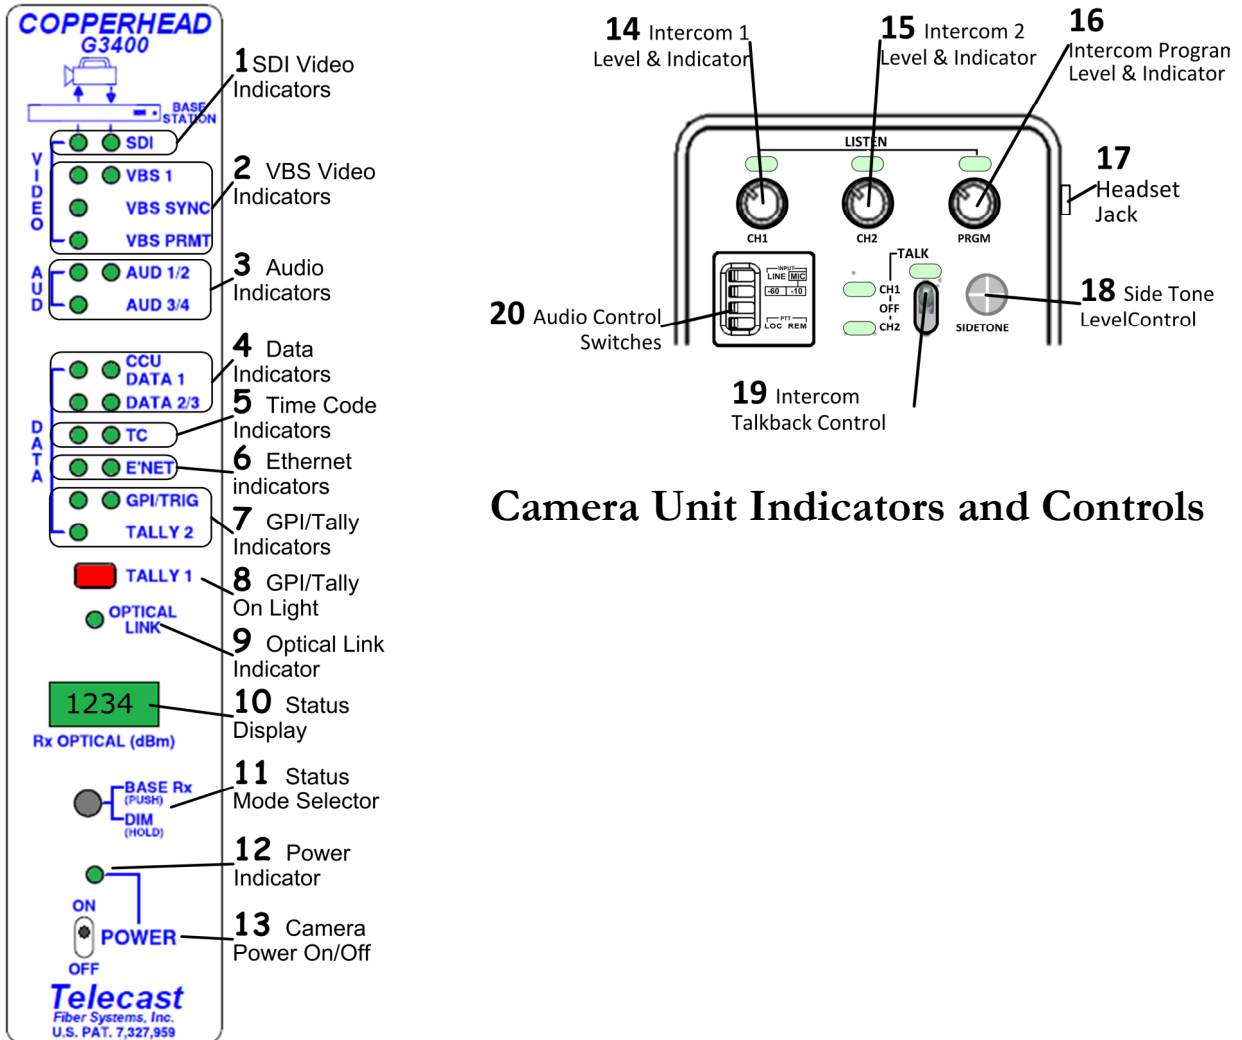 COPPERHEAD
G3400
BASE
STATION
VIDEO
SDI
VBS 1
VBS SYNC
VBS PRMT
AUD
AUD 1/2
AUD 3/4
DATA
CCU
DATA 1
DATA 2/3
TC
E'NET
GPI/TRIG
TALLY 2
TALLY 1
OPTICAL
LINK
1234
Rx OPTICAL (dBm)
BASE Rx
(PUSH)
DIM
(HOLD)
ON
POWER
OFF
Telecast
Fiber Systems, Inc.
U.S. PAT. 7,327,959
1 SDI Video
Indicators
2 VBS Video
Indicators
3 Audio
Indicators
4 Data
Indicators
5 Time Code
Indicators
6 Ethernet
indicators
7 GPI/Tally
Indicators
8 GPI/Tally
On Light
9 Optical Link
Indicator
10 Status
Display
11 Status
Mode Selector
12 Power
Indicator
13 Camera
Power On/Off
14 Intercom 1
Level & Indicator
15 Intercom 2
Level & Indicator
16
Intercom Progran
Level & Indicator
17
Headset
Jack
LISTEN
CH1
CH2
PRGM
INPUT
LINE MIC
-60 -10
PTT
LOC REM
TALK
CH1
OFF
CH2
SIDETONE
18 Side Tone
LevelControl
19 Intercom
Talkback Control
20 Audio Control
Switches
Camera Unit Indicators and Controls